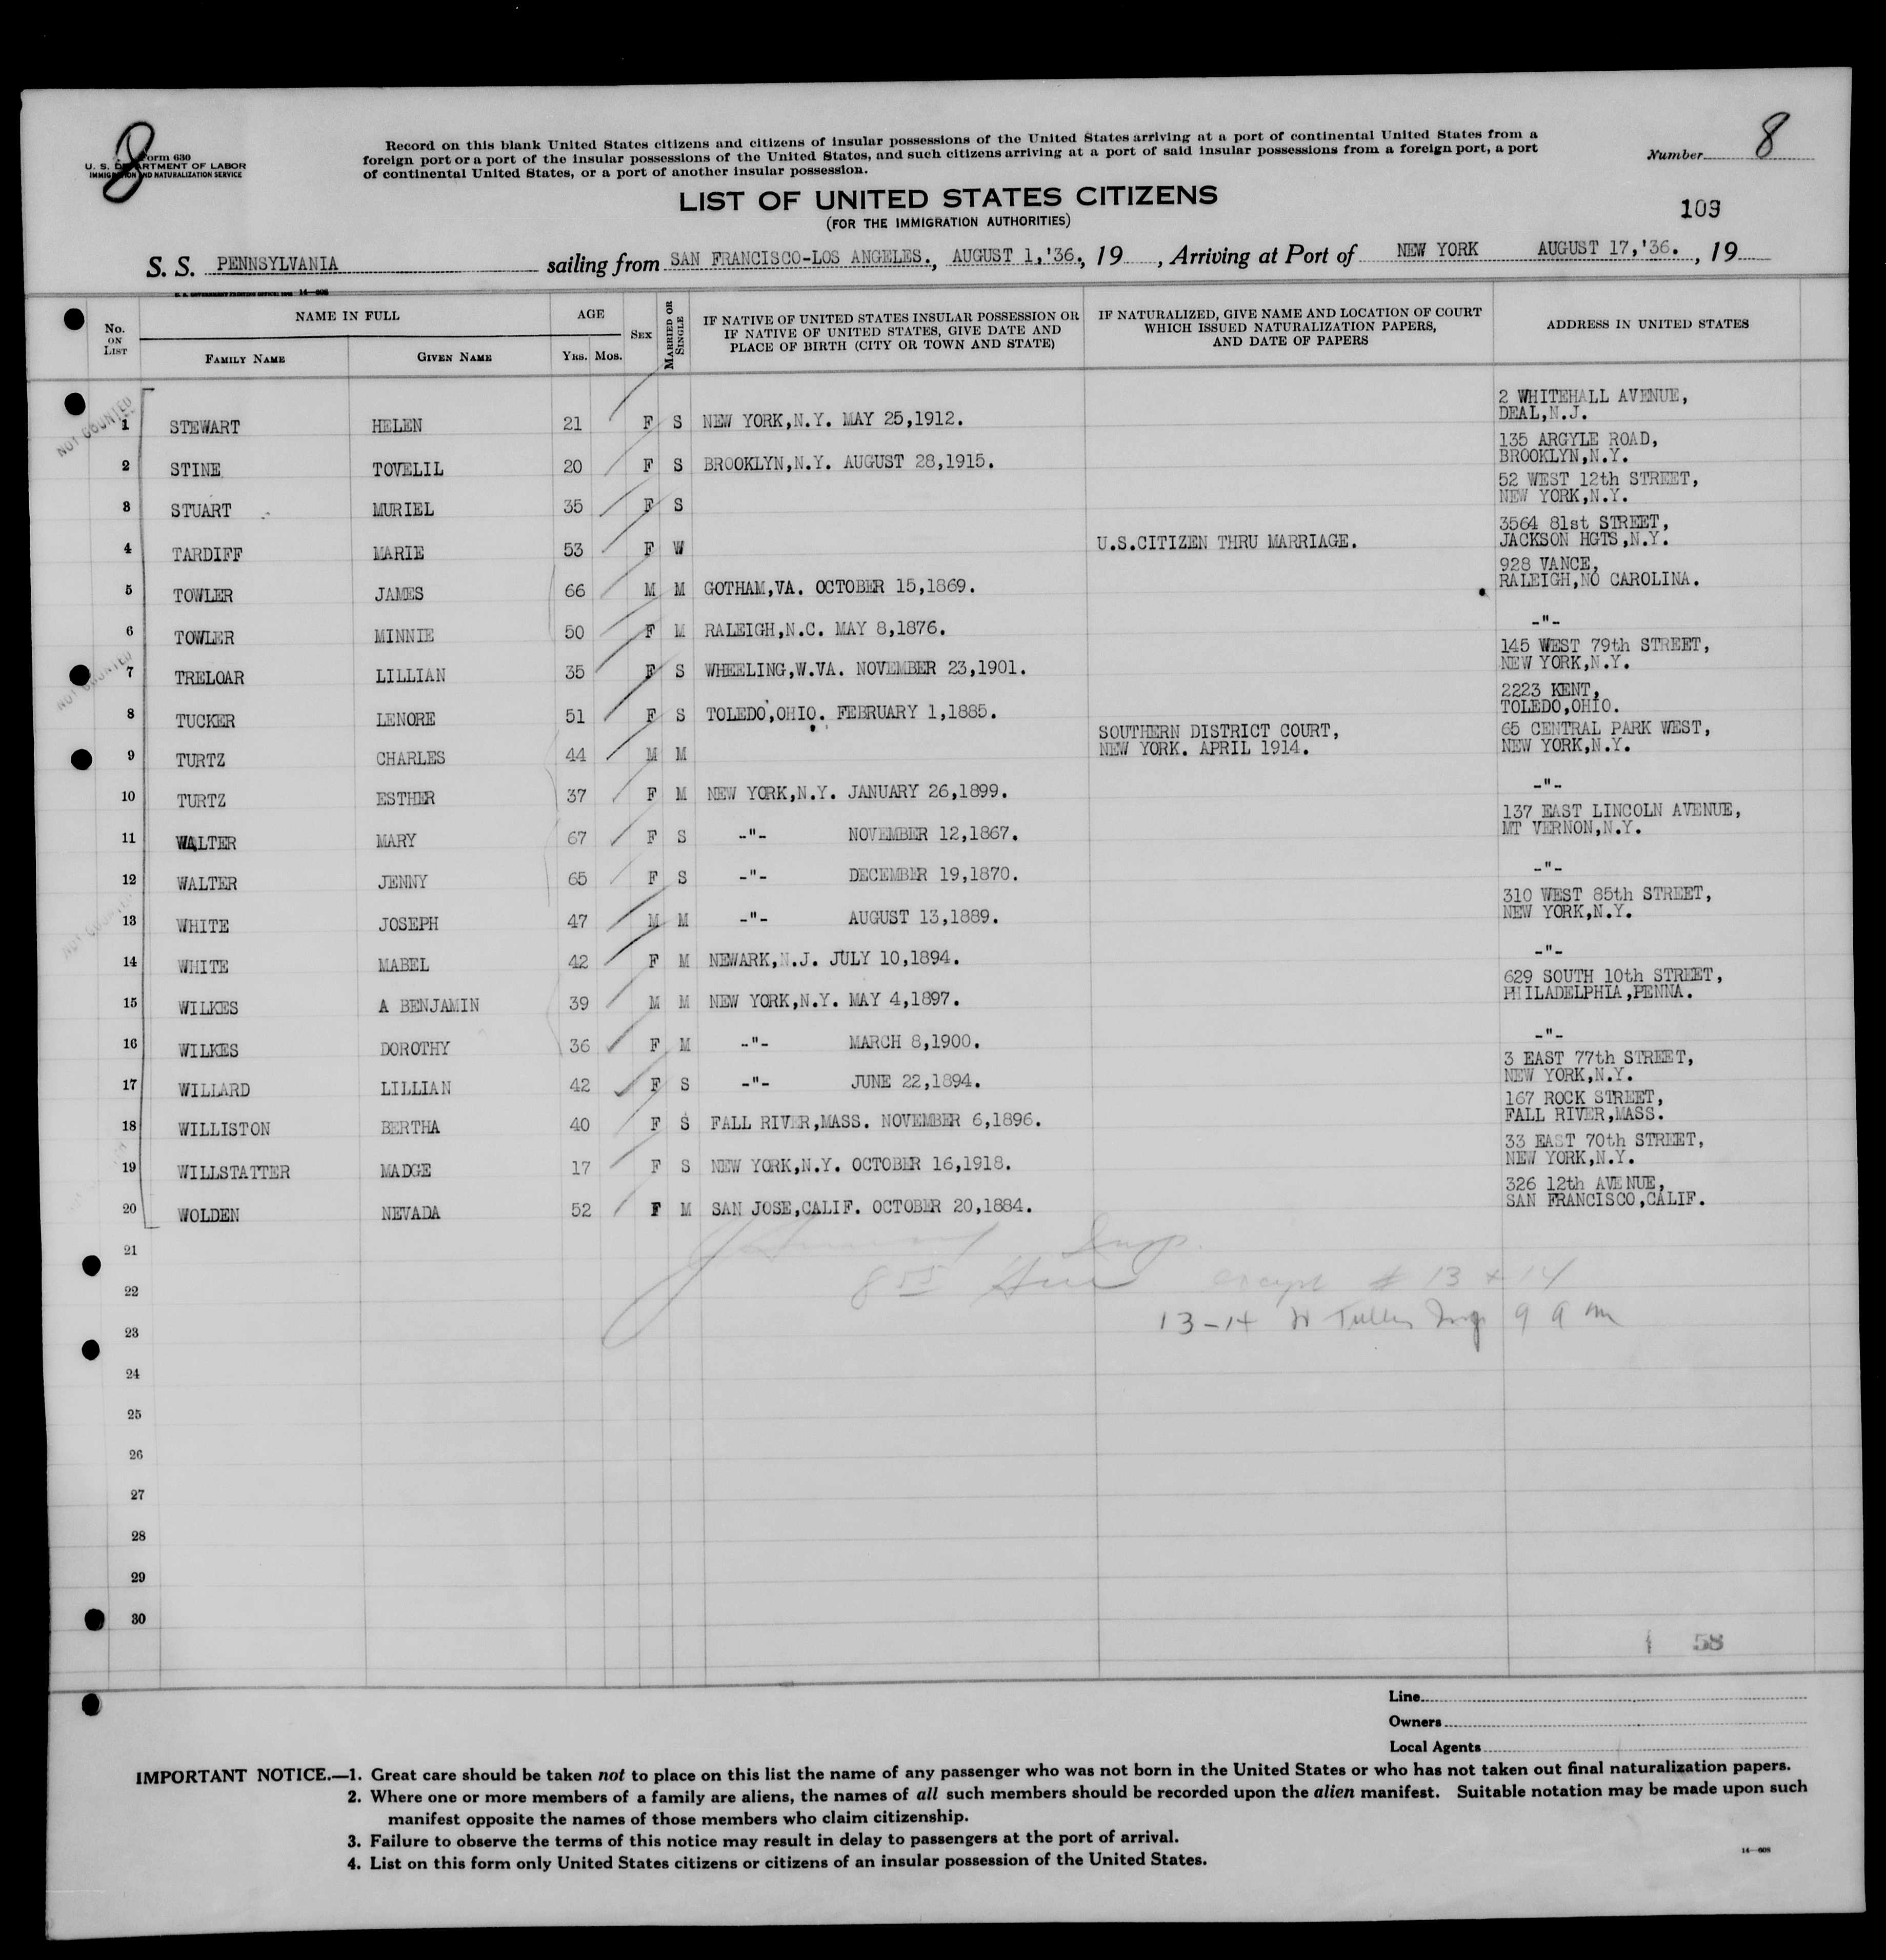 8
Form 630
U. S. DEPARTMENT OF LABOR
IMMIGRATION AND NATURALIZATION SERVICE
Record on this blank United States citizens and citizens of insular possessions of the United States arriving at a port of continental United States from a
foreign port or a port of the insular possessions of the United States, and such citizens arriving at a port of said insular possessions from a foreign port, a port
of continental United States, or a port of another insular possession.
Number 8
LIST OF UNITED STATES CITIZENS
(FOR THE IMMIGRATION AUTHORITIES)
109
S. S. PENNSYLVANIA sailing from SAN FRANCISCO-LOS ANGELES., AUGUST 1,'36., 19 , Arriving at Port of NEW YORK AUGUST 17,'36. , 19
No. ON LIST
NAME IN FULL
FAMILY NAME GIVEN NAME
AGE
YRS. MOS.
SEX
MARRIED OR SINGLE
IF NATIVE OF UNITED STATES INSULAR POSSESSION OR
IF NATIVE OF UNITED STATES, GIVE DATE AND
PLACE OF BIRTH (CITY OR TOWN AND STATE)
IF NATURALIZED, GIVE NAME AND LOCATION OF COURT
WHICH ISSUED NATURALIZATION PAPERS,
AND DATE OF PAPERS
ADDRESS IN UNITED STATES
NOT COUNTED
1 STEWART HELEN 21 F S NEW YORK,N.Y. MAY 25,1912. 2 WHITEHALL AVENUE,
DEAL,N.J.
2 STINE TOVELIL 20 F S BROOKLYN,N.Y. AUGUST 28,1915. 135 ARGYLE ROAD,
BROOKLYN,N.Y.
3 STUART MURIEL 35 F S 52 WEST 12th STREET,
NEW YORK,N.Y.
4 TARDIFF MARIE 53 F W U.S.CITIZEN THRU MARRIAGE. 3564 81st STREET,
JACKSON HGTS,N.Y.
5 TOWLER JAMES 66 M M GOTHAM,VA. OCTOBER 15,1869. 928 VANCE,
RALEIGH,NO CAROLINA.
6 TOWLER MINNIE 50 F M RALEIGH,N.C. MAY 8,1876. -"-
NOT COUNTED
7 TRELOAR LILLIAN 35 F S WHEELING,W.VA. NOVEMBER 23,1901. 145 WEST 79th STREET,
NEW YORK,N.Y.
8 TUCKER LENORE 51 F S TOLEDO,OHIO. FEBRUARY 1,1885. 2223 KENT,
TOLEDO,OHIO.
9 TURTZ CHARLES 44 M M SOUTHERN DISTRICT COURT, 65 CENTRAL PARK WEST,
NEW YORK. APRIL 1914. NEW YORK,N.Y.
10 TURTZ ESTHER 37 F M NEW YORK,N.Y. JANUARY 26,1899. -"-
11 WALTER MARY 67 F S -"- NOVEMBER 12,1867. 137 EAST LINCOLN AVENUE,
MT VERNON,N.Y.
12 WALTER JENNY 65 F S -"- DECEMBER 19,1870. -"-
NOT COUNTED
13 WHITE JOSEPH 47 M M -"- AUGUST 13,1889. 310 WEST 85th STREET,
NEW YORK,N.Y.
14 WHITE MABEL 42 F M NEWARK,N.J. JULY 10,1894. -"-
15 WILKES A BENJAMIN 39 M M NEW YORK,N.Y. MAY 4,1897. 629 SOUTH 10th STREET,
PHILADELPHIA,PENNA.
16 WILKES DOROTHY 36 F M -"- MARCH 8,1900. -"-
17 WILLARD LILLIAN 42 F S -"- JUNE 22,1894. 3 EAST 77th STREET,
NEW YORK,N.Y.
18 WILLISTON BERTHA 40 F S FALL RIVER,MASS. NOVEMBER 6,1896. 167 ROCK STREET,
FALL RIVER,MASS.
19 WILLSTATTER MADGE 17 F S NEW YORK,N.Y. OCTOBER 16,1918. 33 EAST 70th STREET,
NEW YORK,N.Y.
20 WOLDEN NEVADA 52 F M SAN JOSE,CALIF. OCTOBER 20,1884. 326 12th AVENUE,
SAN FRANCISCO,CALIF.
21 Insp.
22 except # 13 + 14
23 13-14 Insp 9 a m
24
25
26
27
28
29
30
58
Line
Owners
Local Agents
IMPORTANT NOTICE.—1. Great care should be taken not to place on this list the name of any passenger who was not born in the United States or who has not taken out final naturalization papers.
2. Where one or more members of a family are aliens, the names of all such members should be recorded upon the alien manifest. Suitable notation may be made upon such
manifest opposite the names of those members who claim citizenship.
3. Failure to observe the terms of this notice may result in delay to passengers at the port of arrival.
4. List on this form only United States citizens or citizens of an insular possession of the United States.
14—608